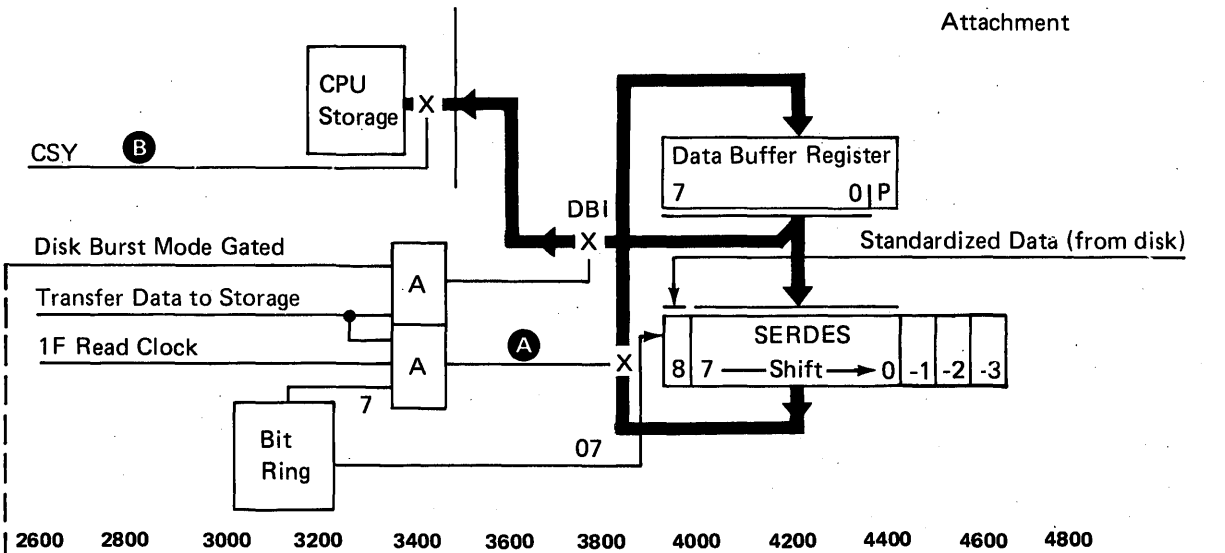 Attachment
CPU
Storage
X
CSY
B
Data Buffer Register
7 0 P
DBI
X
Standardized Data (from disk)
Disk Burst Mode Gated
A
Transfer Data to Storage
1F Read Clock
A
A
X
SERDES
8 7 Shift 0 -1 -2 -3
7
Bit
Ring
07
2600 2800 3000 3200 3400 3600 3800 4000 4200 4400 4600 4800